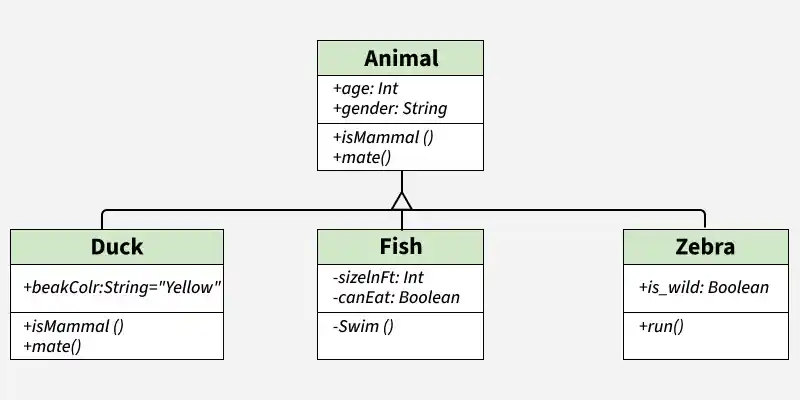 Animal
+age: Int
+gender: String
+isMammal ()
+mate()
Duck
+beakColr:String="Yellow"
+isMammal ()
+mate()
Fish
-sizeInFt: Int
-canEat: Boolean
-Swim ()
Zebra
+is_wild: Boolean
+run()